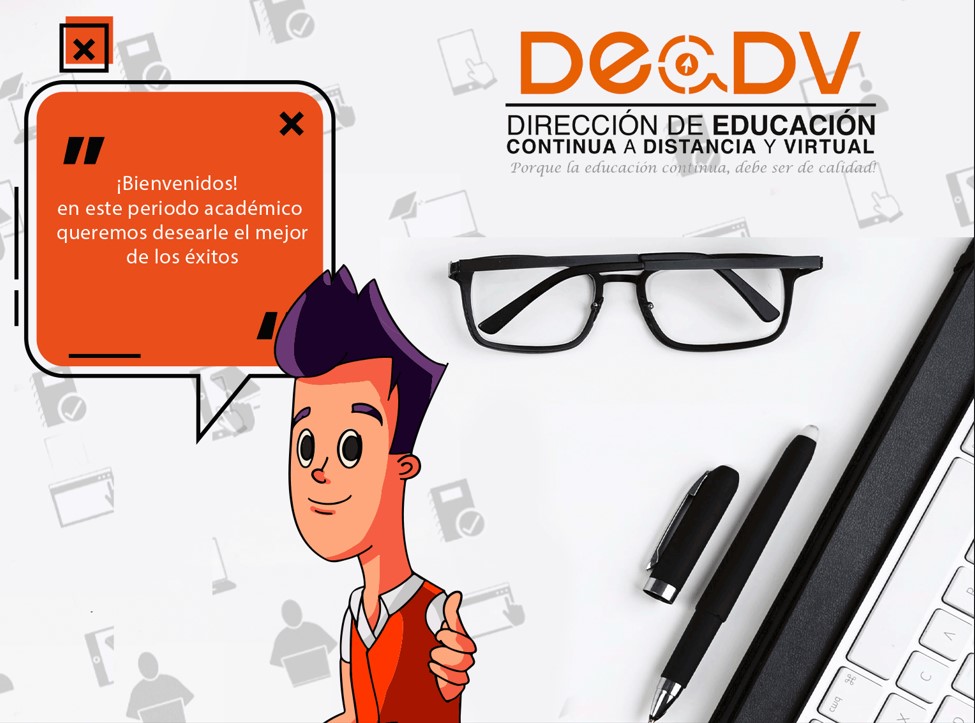 ¡Bienvenidos!
en este periodo académico
queremos desearle el mejor
de los éxitos
DeaDV
DIRECCIÓN DE EDUCACIÓN
CONTINUA A DISTANCIA Y VIRTUAL
Porque la educación continua, debe ser de calidad!
cmd
X
C
V